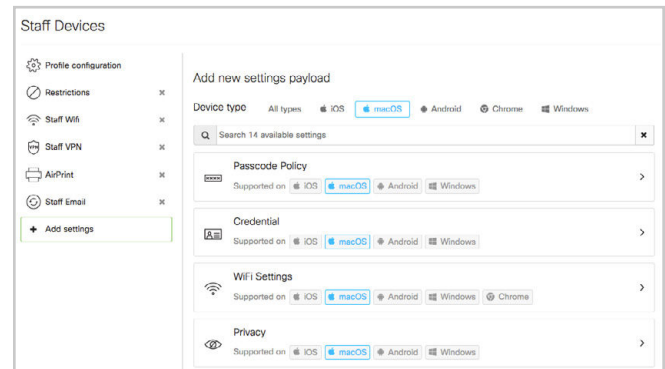 Staff Devices
Profile configuration
Restrictions
Staff Wifi
VPN Staff VPN
AirPrint
Staff Email
+ Add settings
Add new settings payload
Device type All types iOS macOS Android Chrome Windows
Search 14 available settings
Passcode Policy
Supported on iOS macOS Android Windows
Credential
Supported on iOS macOS Android Windows
WiFi Settings
Supported on iOS macOS Android Windows Chrome
Privacy
Supported on iOS macOS Android Windows